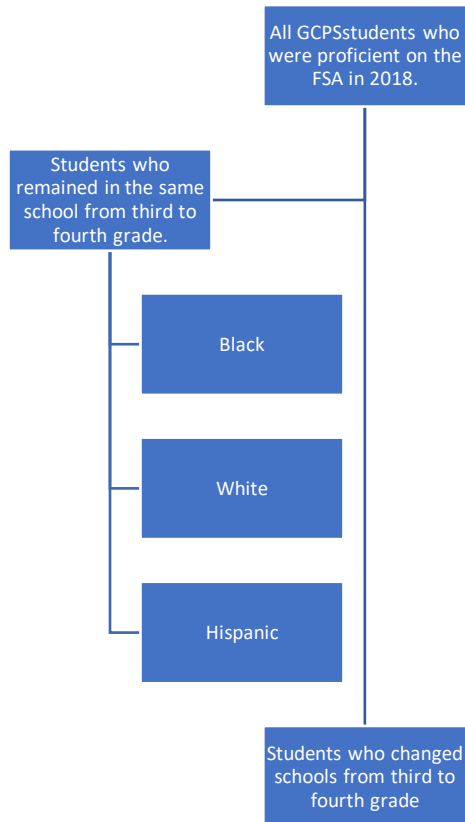 All GCPSstudents who
were proficient on the
FSA in 2018.
Students who
remained in the same
school from third to
fourth grade.
Black
White
Hispanic
Students who changed
schools from third to
fourth grade